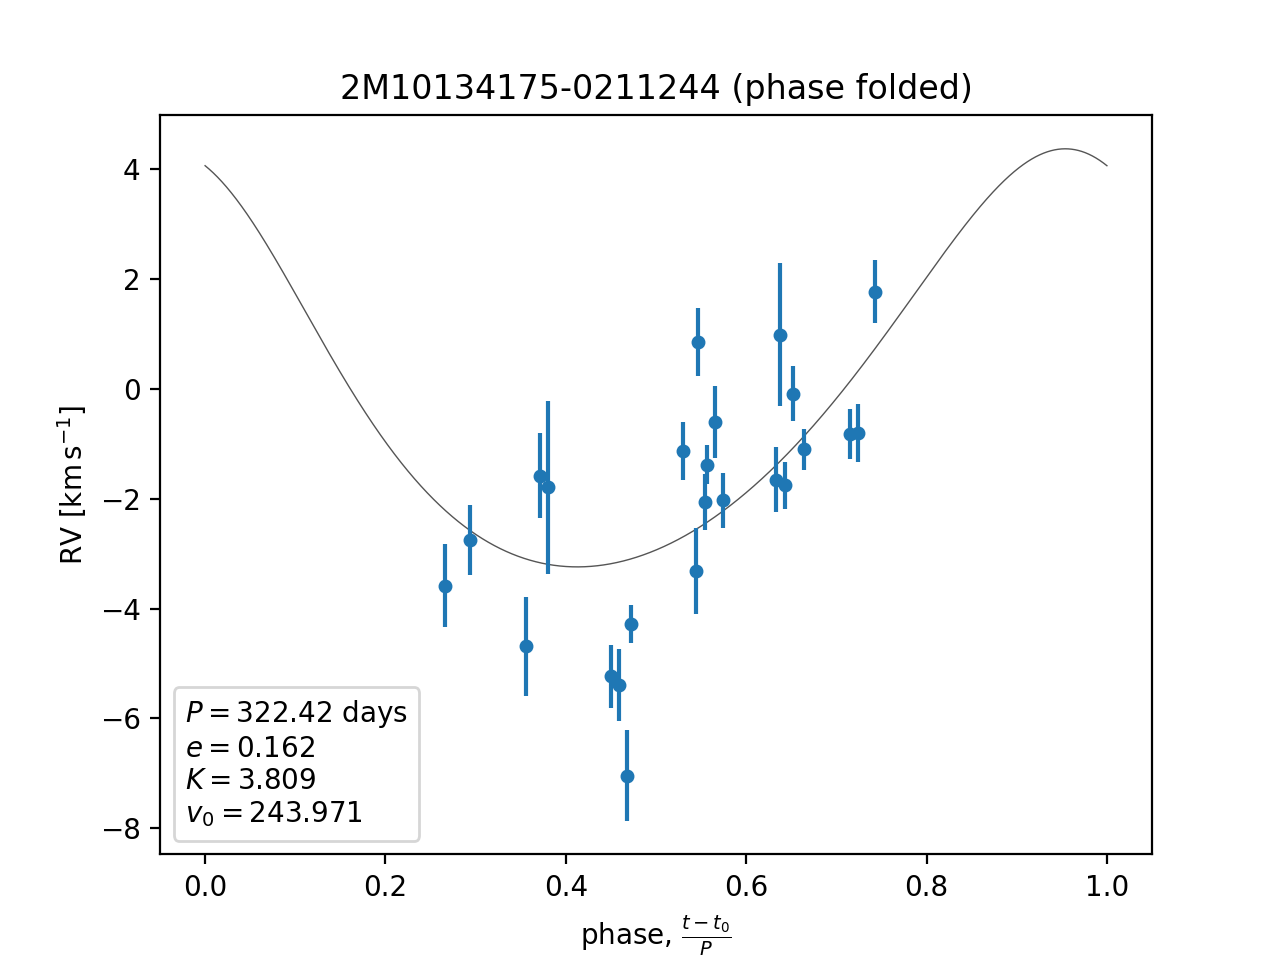 2M10134175-0211244 (phase folded)
4
2
0
−2
−4
−6
−8
RV [km s⁻¹]
P = 322.42 days
e = 0.162
K = 3.809
v₀ = 243.971
0.0 0.2 0.4 0.6 0.8 1.0
phase, (t − t₀)/P